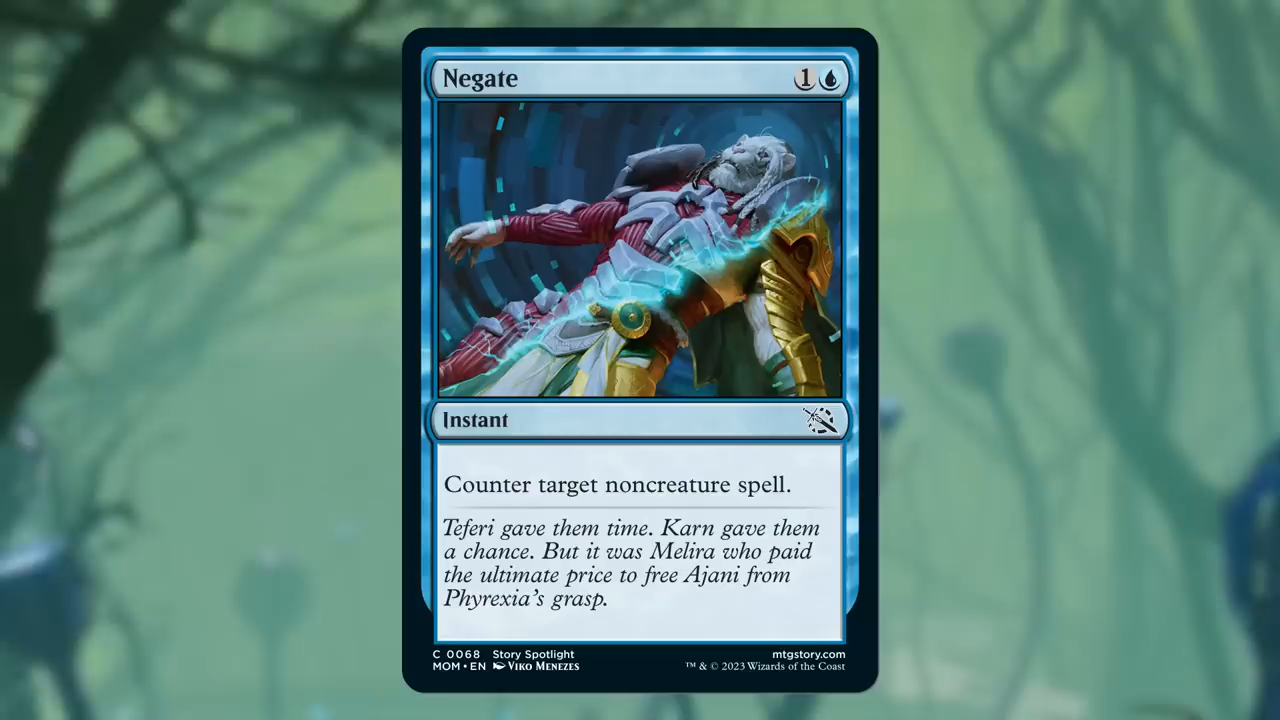 Negate 1
Instant
Counter target noncreature spell.
Teferi gave them time. Karn gave them
a chance. But it was Melira who paid
the ultimate price to free Ajani from
Phyrexia's grasp.
C 0068 Story Spotlight mtgstory.com
MOM • EN Viko Menezes ™ & © 2023 Wizards of the Coast